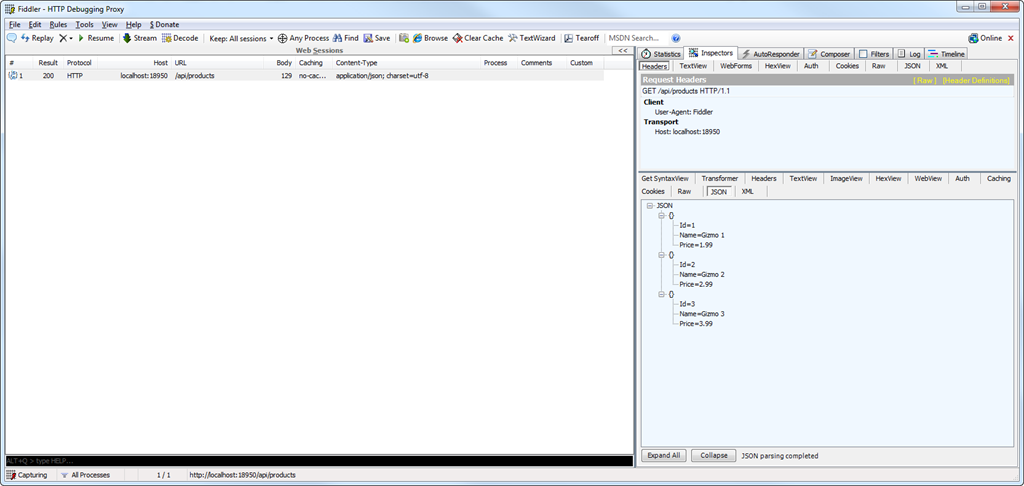 Fiddler - HTTP Debugging Proxy
File Edit Rules Tools View Help $ Donate
Replay Resume Stream Decode Keep: All sessions Any Process Find Save Browse Clear Cache TextWizard Tearoff MSDN Search... Online
Web Sessions <<
# Result Protocol Host URL Body Caching Content-Type Process Comments Custom
1 200 HTTP localhost:18950 /api/products 129 no-cac... application/json; charset=utf-8
Statistics Inspectors AutoResponder Composer Filters Log Timeline
Headers TextView WebForms HexView Auth Cookies Raw JSON XML
Request Headers [ Raw ] [Header Definitions]
GET /api/products HTTP/1.1
Client
User-Agent: Fiddler
Transport
Host: localhost:18950
Get SyntaxView Transformer Headers TextView ImageView HexView WebView Auth Caching
Cookies Raw JSON XML
JSON
{}
Id=1
Name=Gizmo 1
Price=1.99
{}
Id=2
Name=Gizmo 2
Price=2.99
{}
Id=3
Name=Gizmo 3
Price=3.99
Expand All Collapse JSON parsing completed
ALT+Q > type HELP...
Capturing All Processes 1 / 1 http://localhost:18950/api/products